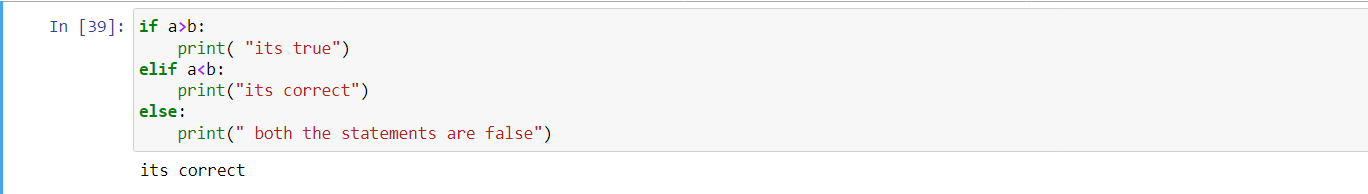 In [39]: if a>b:
    print( "its true")
elif a<b:
    print("its correct")
else:
    print(" both the statements are false")
its correct